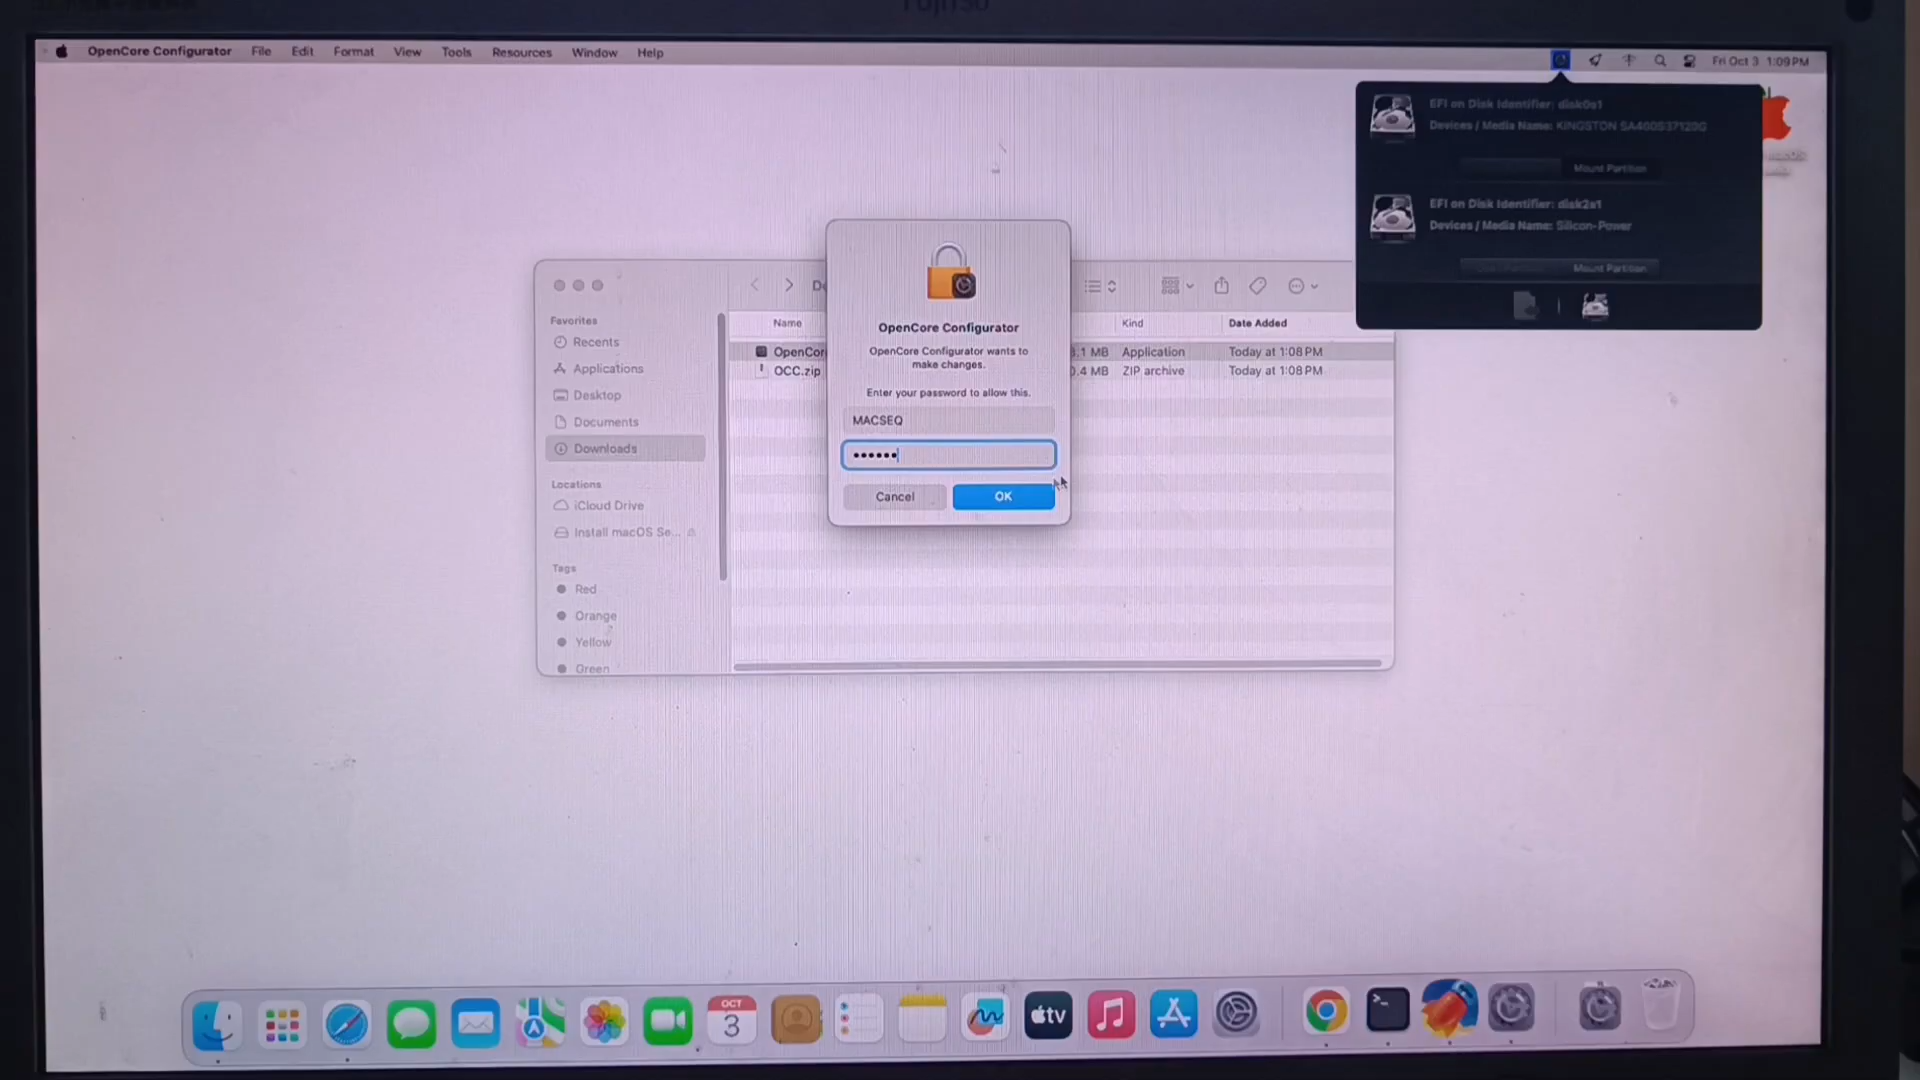 OpenCore Configurator File Edit Format View Tools Resources Window Help
Fri Oct 3 1:09 PM
EFI on Disk Identifier: disk0s1
Devices / Media Name: KINGSTON SA400S37120G
Mount Partition
EFI on Disk Identifier: disk2s1
Devices / Media Name: Silicon-Power
Mount Partition
OpenCore Configurator
OpenCore Configurator wants to
make changes.
Enter your password to allow this.
MACSEQ
••••••
Cancel OK
Favorites
Recents
Applications
Desktop
Documents
Downloads
Locations
iCloud Drive
Install macOS Se...
Tags
Red
Orange
Yellow
Green
Name Kind Date Added
OpenCor .1 MB Application Today at 1:08 PM
OCC.zip .4 MB ZIP archive Today at 1:08 PM
OCT
3
tv